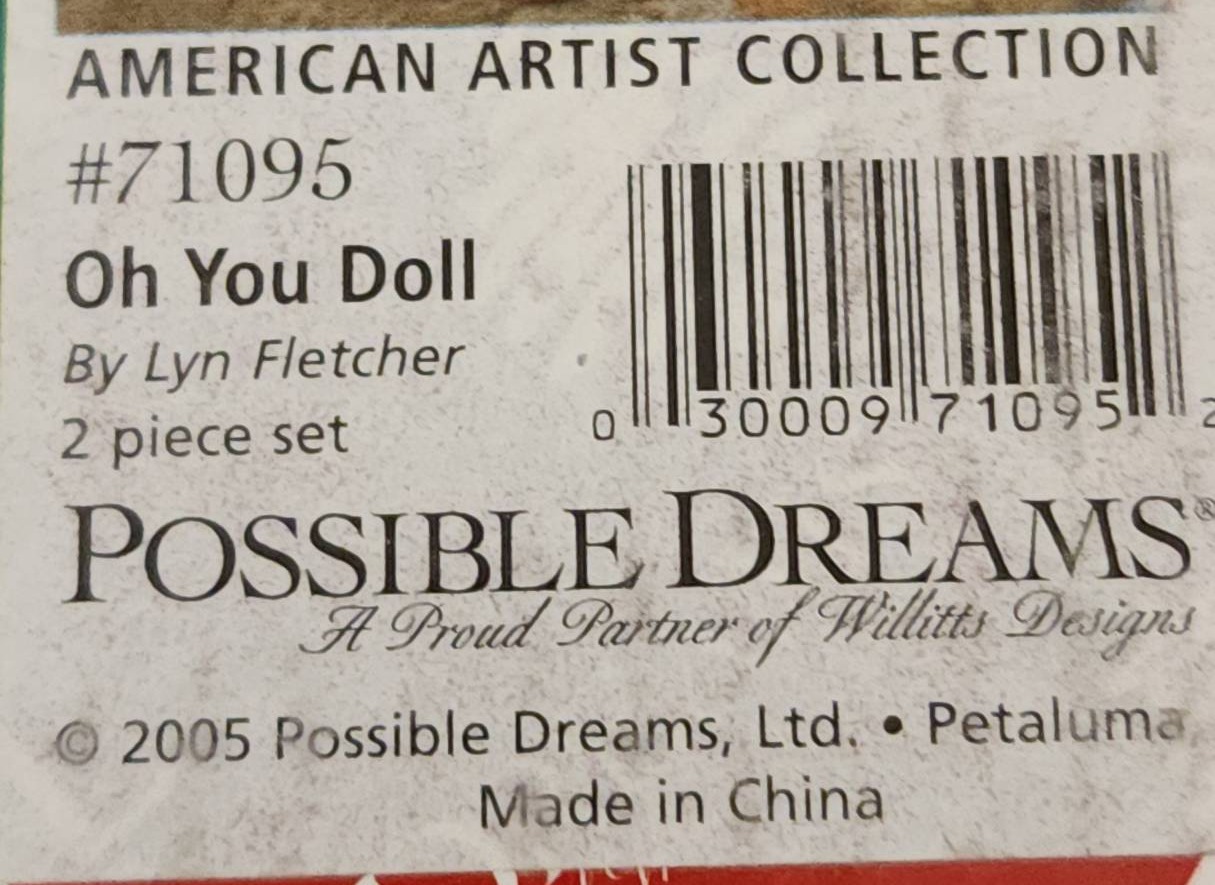 AMERICAN ARTIST COLLECTION
#71095
Oh You Doll
By Lyn Fletcher
2 piece set
0 30009 71095 2
POSSIBLE DREAMS®
A Proud Partner of Willitts Designs
© 2005 Possible Dreams, Ltd. • Petaluma,
Made in China